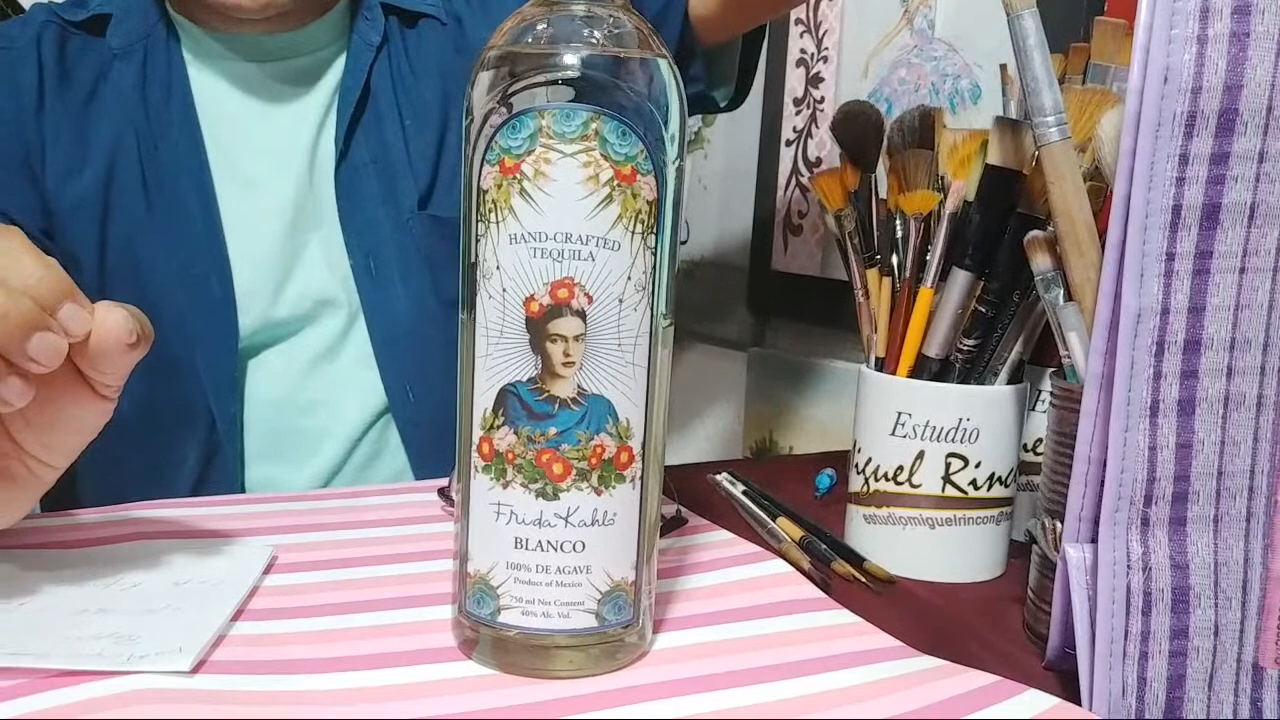 HAND-CRAFTED
TEQUILA
Frida Kahlo
BLANCO
100% DE AGAVE
Product of Mexico
750 ml Net Content
40% Alc. Vol.
Estudio
iguel Rinc
estudiomiguelrincon@h